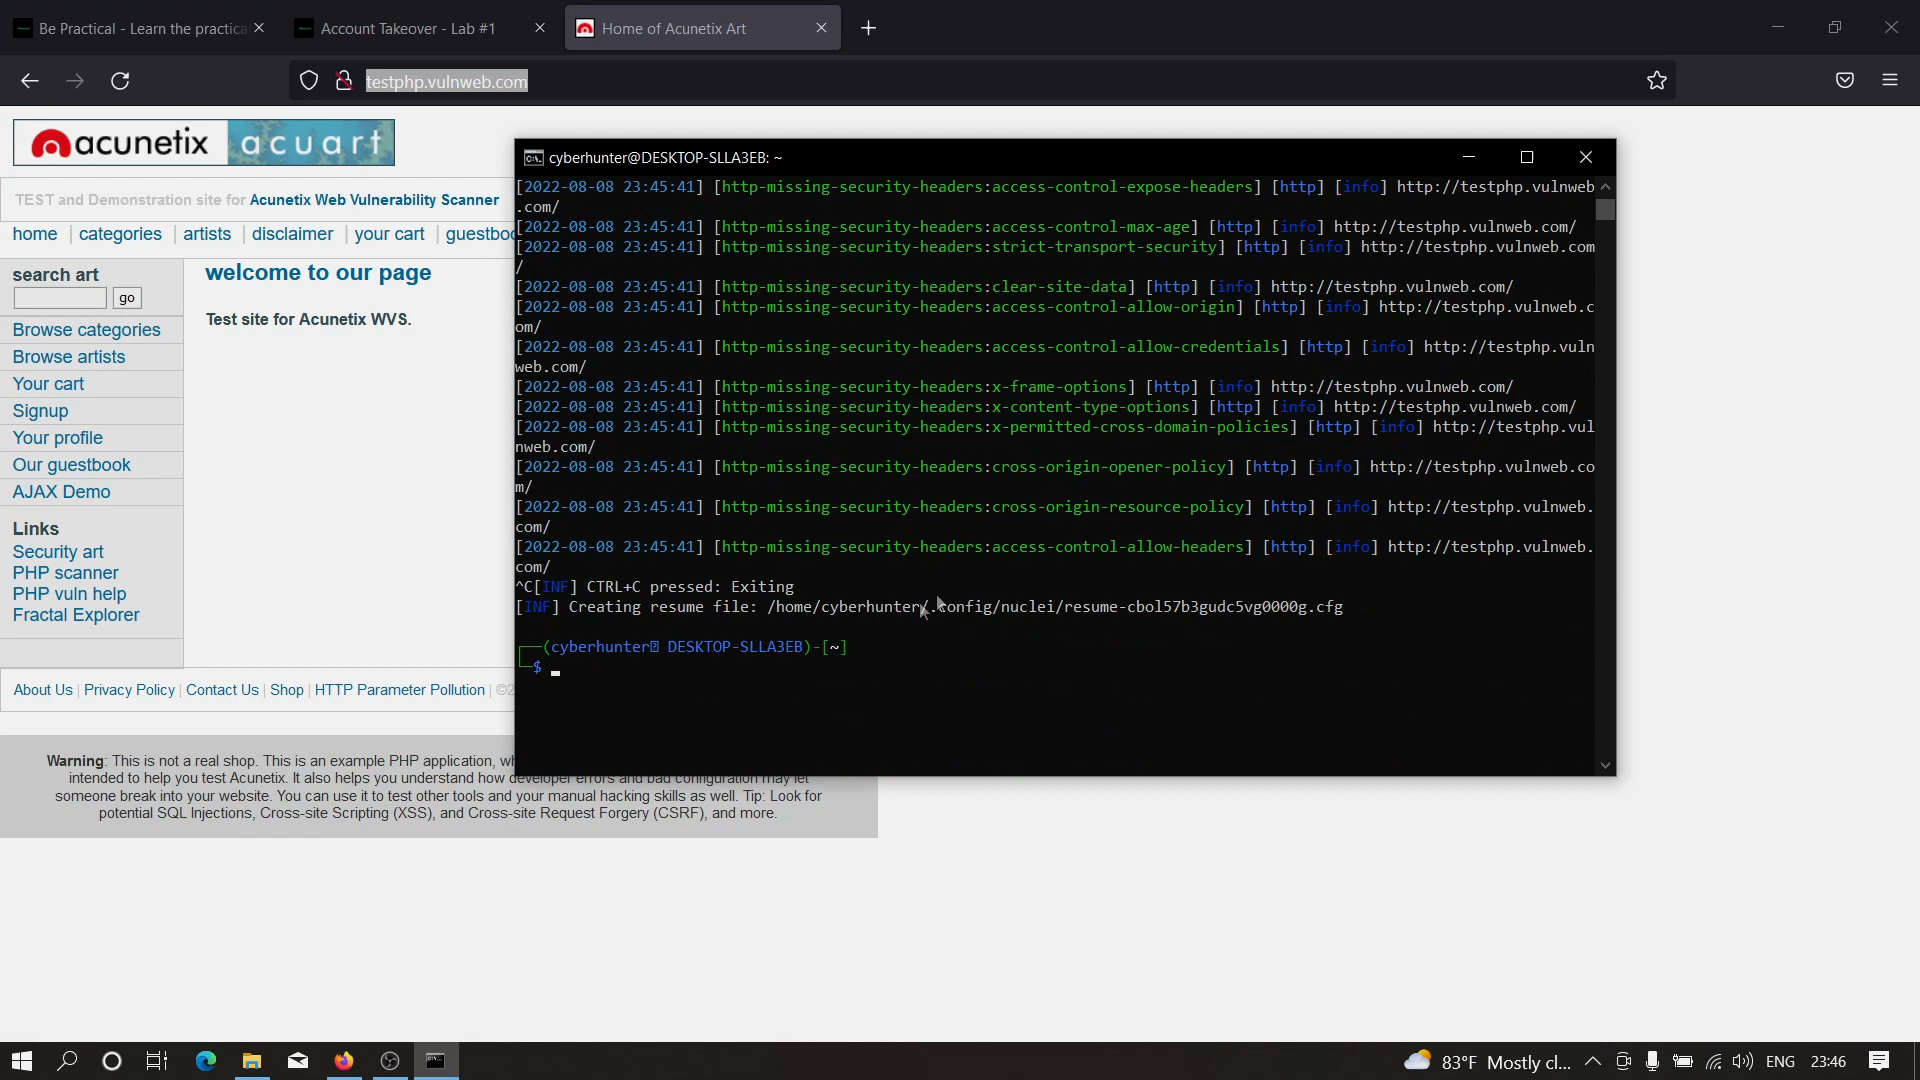 Be Practical - Learn the practica
Account Takeover - Lab #1
Home of Acunetix Art
testphp.vulnweb.com
acunetix acuart
TEST and Demonstration site for Acunetix Web Vulnerability Scanner
home | categories | artists | disclaimer | your cart | guestboo
search art
go
Browse categories
Browse artists
Your cart
Signup
Your profile
Our guestbook
AJAX Demo
Links
Security art
PHP scanner
PHP vuln help
Fractal Explorer
welcome to our page
Test site for Acunetix WVS.
cyberhunter@DESKTOP-SLLA3EB: ~
[2022-08-08 23:45:41] [http-missing-security-headers:access-control-expose-headers] [http] [info] http://testphp.vulnweb
.com/
[2022-08-08 23:45:41] [http-missing-security-headers:access-control-max-age] [http] [info] http://testphp.vulnweb.com/
[2022-08-08 23:45:41] [http-missing-security-headers:strict-transport-security] [http] [info] http://testphp.vulnweb.com
/
[2022-08-08 23:45:41] [http-missing-security-headers:clear-site-data] [http] [info] http://testphp.vulnweb.com/
[2022-08-08 23:45:41] [http-missing-security-headers:access-control-allow-origin] [http] [info] http://testphp.vulnweb.c
om/
[2022-08-08 23:45:41] [http-missing-security-headers:access-control-allow-credentials] [http] [info] http://testphp.vuln
web.com/
[2022-08-08 23:45:41] [http-missing-security-headers:x-frame-options] [http] [info] http://testphp.vulnweb.com/
[2022-08-08 23:45:41] [http-missing-security-headers:x-content-type-options] [http] [info] http://testphp.vulnweb.com/
[2022-08-08 23:45:41] [http-missing-security-headers:x-permitted-cross-domain-policies] [http] [info] http://testphp.vul
nweb.com/
[2022-08-08 23:45:41] [http-missing-security-headers:cross-origin-opener-policy] [http] [info] http://testphp.vulnweb.co
m/
[2022-08-08 23:45:41] [http-missing-security-headers:cross-origin-resource-policy] [http] [info] http://testphp.vulnweb.
com/
[2022-08-08 23:45:41] [http-missing-security-headers:access-control-allow-headers] [http] [info] http://testphp.vulnweb.
com/
^C[INF] CTRL+C pressed: Exiting
[INF] Creating resume file: /home/cyberhunter/.config/nuclei/resume-cbol57b3gudc5vg0000g.cfg
┌──(cyberhunter DESKTOP-SLLA3EB)-[~]
└─$
About Us | Privacy Policy | Contact Us | Shop | HTTP Parameter Pollution | ©2
Warning: This is not a real shop. This is an example PHP application, wh
intended to help you test Acunetix. It also helps you understand how developer errors and bad configuration may let
someone break into your website. You can use it to test other tools and your manual hacking skills as well. Tip: Look for
potential SQL Injections, Cross-site Scripting (XSS), and Cross-site Request Forgery (CSRF), and more.
83°F Mostly cl... ENG 23:46